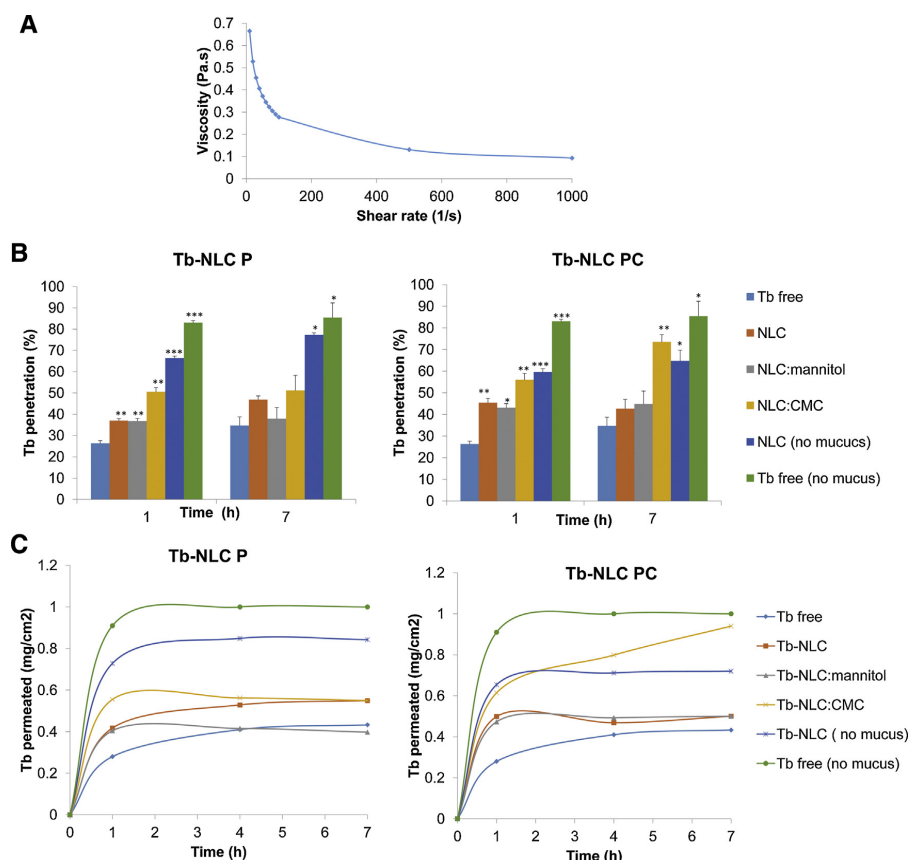 A
Viscosity (Pa.s)
0.7
0.6
0.5
0.4
0.3
0.2
0.1
0
0 200 400 600 800 1000
Shear rate (1/s)
B
Tb-NLC P
Tb penetration (%)
100
90
80
70
60
50
40
30
20
10
0
** ** ** *** *** * *
1 7
Time (h)
Tb-NLC PC
Tb penetration (%)
100
90
80
70
60
50
40
30
20
10
0
** * ** *** *** ** * *
1 7
Time (h)
Tb free
NLC
NLC:mannitol
NLC:CMC
NLC (no mucucs)
Tb free (no mucus)
C
Tb-NLC P
Tb permeated (mg/cm2)
1.2
1
0.8
0.6
0.4
0.2
0
0 1 2 3 4 5 6 7
Time (h)
Tb-NLC PC
Tb permeated (mg/cm2)
1.2
1
0.8
0.6
0.4
0.2
0
0 1 2 3 4 5 6 7
Time (h)
Tb free
Tb-NLC
Tb-NLC:mannitol
Tb-NLC:CMC
Tb-NLC ( no mucus)
Tb free (no mucus)